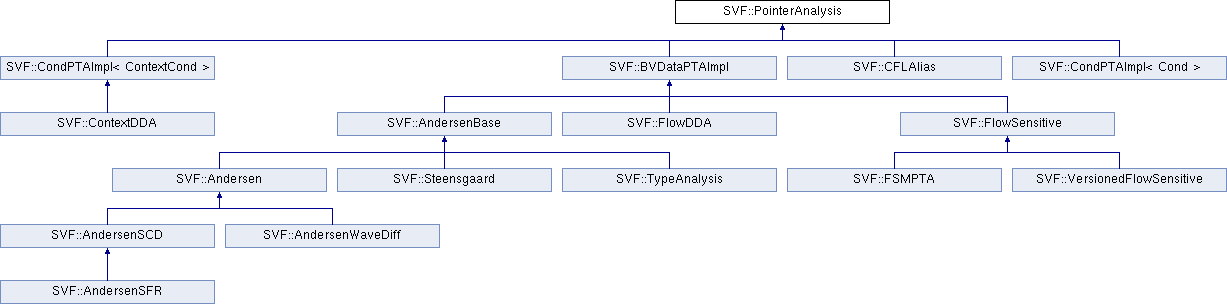 SVF::PointerAnalysis
SVF::CondPTAImpl< ContextCond >
SVF::BVDataPTAImpl
SVF::CFLAlias
SVF::CondPTAImpl< Cond >
SVF::ContextDDA
SVF::AndersenBase
SVF::FlowDDA
SVF::FlowSensitive
SVF::Andersen
SVF::Steensgaard
SVF::TypeAnalysis
SVF::FSMPTA
SVF::VersionedFlowSensitive
SVF::AndersenSCD
SVF::AndersenWaveDiff
SVF::AndersenSFR